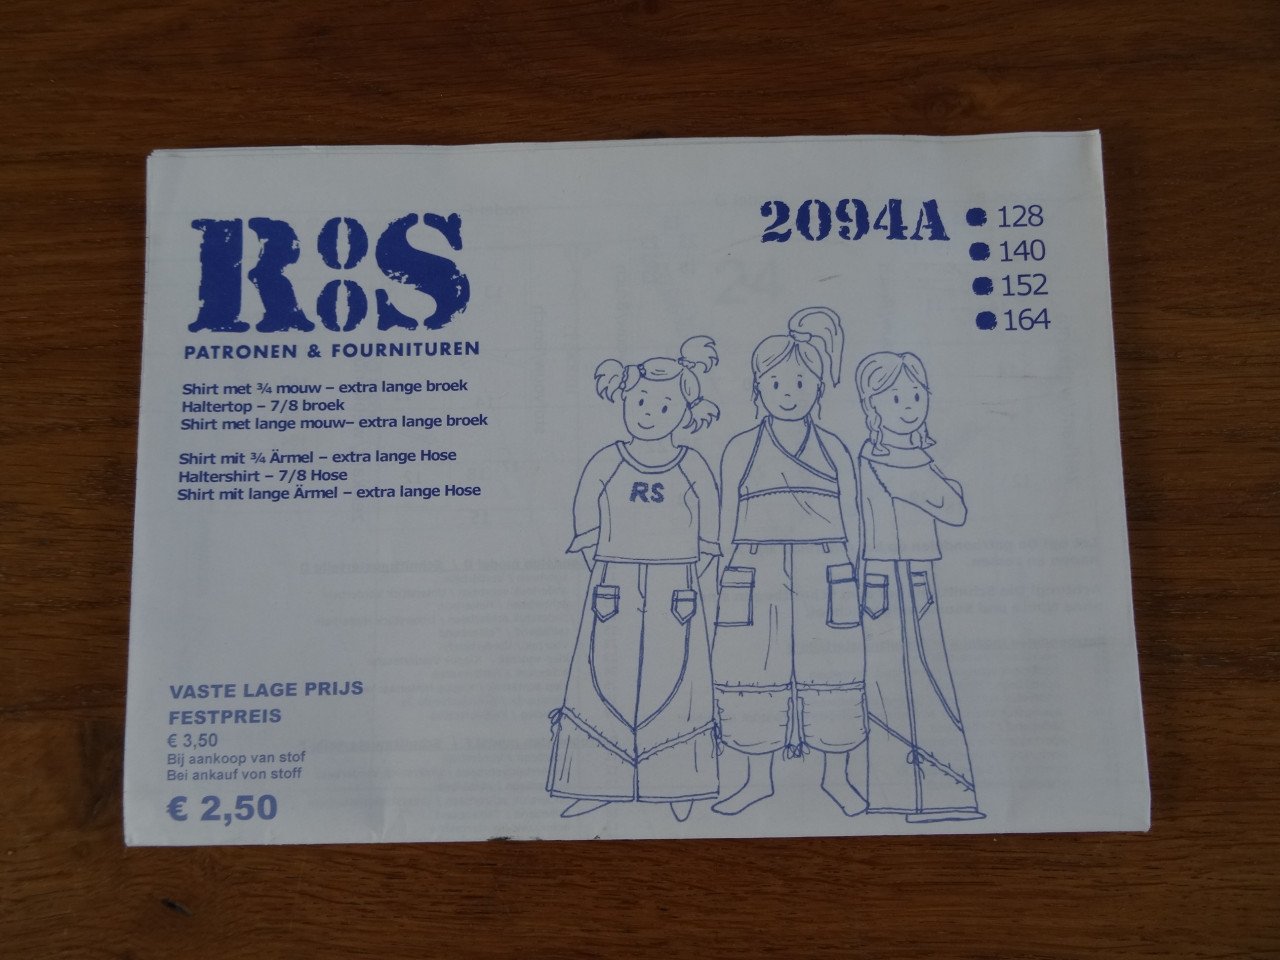 ROOS
PATRONEN & FOURNITUREN
2094A
128
140
152
164
Shirt met ¾ mouw – extra lange broek
Haltertop – 7/8 broek
Shirt met lange mouw– extra lange broek
Shirt mit ¾ Ärmel – extra lange Hose
Haltershirt – 7/8 Hose
Shirt mit lange Ärmel – extra lange Hose
RS
VASTE LAGE PRIJS
FESTPREIS
€ 3,50
Bij aankoop van stof
Bei ankauf von stoff
€ 2,50